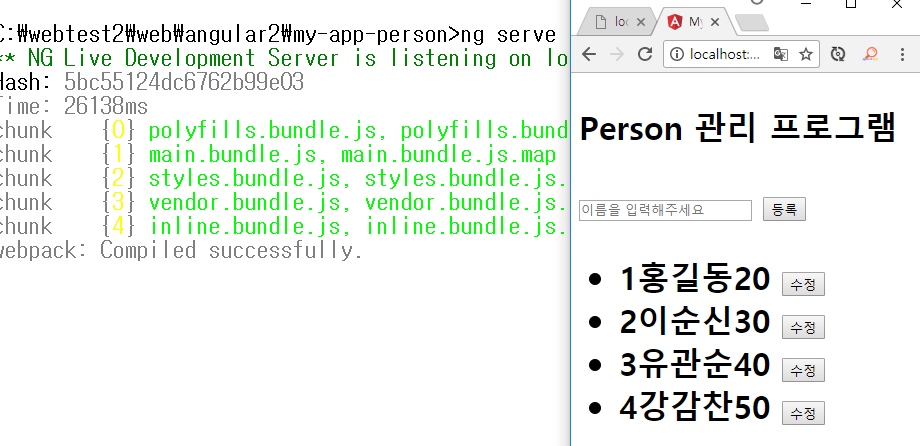 C:₩webtest2₩web₩angular2₩my-app-person>ng serve
** NG Live Development Server is listening on lo
Hash: 5bc55124dc6762b99e03
Time: 26138ms
chunk    {0} polyfills.bundle.js, polyfills.bund
chunk    {1} main.bundle.js, main.bundle.js.map
chunk    {2} styles.bundle.js, styles.bundle.js.
chunk    {3} vendor.bundle.js, vendor.bundle.js.
chunk    {4} inline.bundle.js, inline.bundle.js.
webpack: Compiled successfully.
loc
My
localhost:...
Person 관리 프로그램
이름을 입력해주세요 등록
• 1홍길동20 수정
• 2이순신30 수정
• 3유관순40 수정
• 4강감찬50 수정